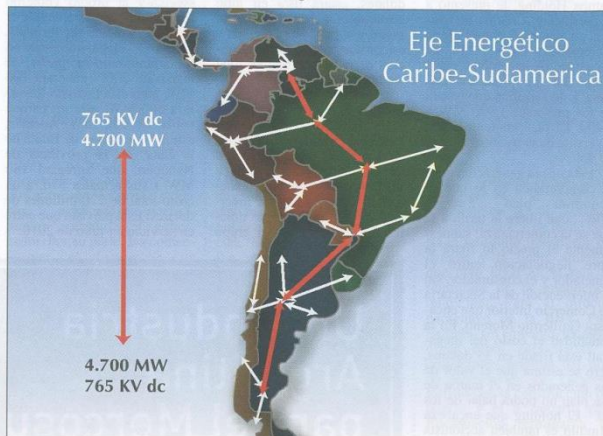 Eje Energético
Caribe-Sudamerica
765 KV dc
4.700 MW
4.700 MW
765 KV dc